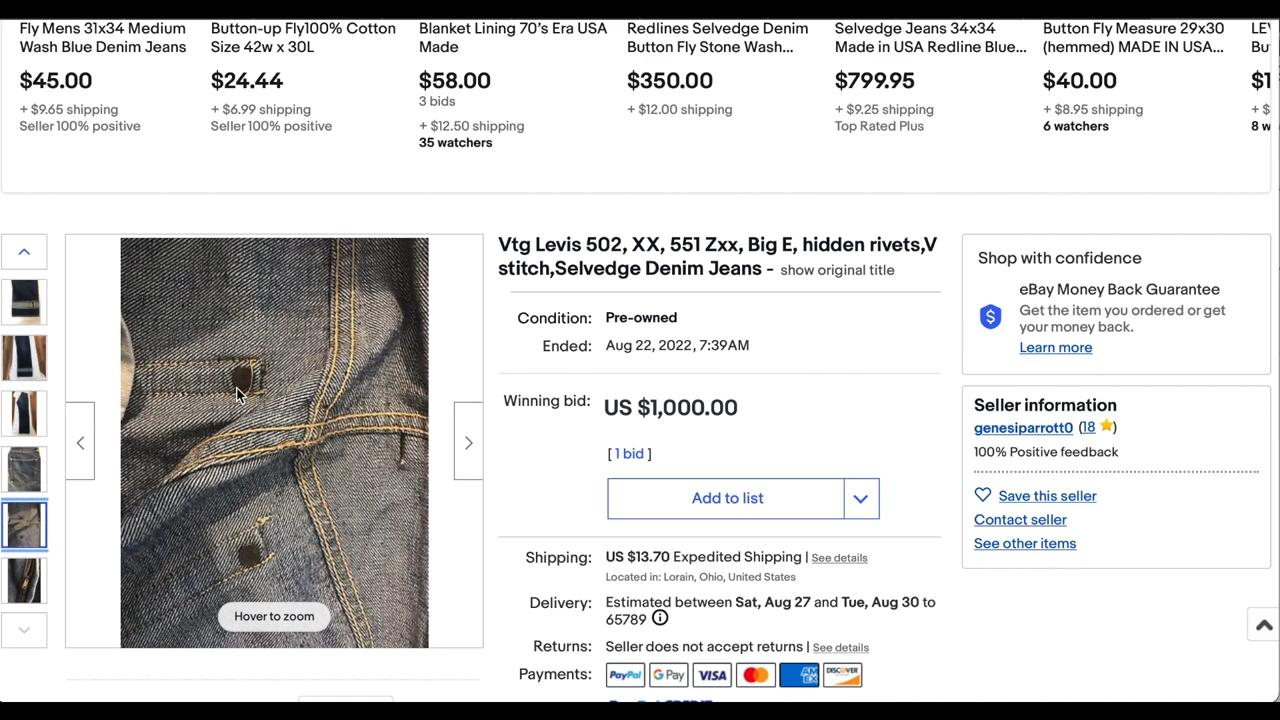 Fly Mens 31x34 Medium
Wash Blue Denim Jeans
$45.00
+ $9.65 shipping
Seller 100% positive
Button-up Fly100% Cotton
Size 42w x 30L
$24.44
+ $6.99 shipping
Seller 100% positive
Blanket Lining 70's Era USA
Made
$58.00
3 bids
+ $12.50 shipping
35 watchers
Redlines Selvedge Denim
Button Fly Stone Wash...
$350.00
+ $12.00 shipping
Selvedge Jeans 34x34
Made in USA Redline Blue...
$799.95
+ $9.25 shipping
Top Rated Plus
Button Fly Measure 29x30
(hemmed) MADE IN USA...
$40.00
+ $8.95 shipping
6 watchers
Vtg Levis 502, XX, 551 Zxx, Big E, hidden rivets,V
stitch,Selvedge Denim Jeans - show original title
Condition: Pre-owned
Ended: Aug 22, 2022, 7:39AM
Winning bid: US $1,000.00
[ 1 bid ]
Add to list
Shipping: US $13.70 Expedited Shipping | See details
Located in: Lorain, Ohio, United States
Delivery: Estimated between Sat, Aug 27 and Tue, Aug 30 to
65789
Returns: Seller does not accept returns | See details
Payments: PayPal G Pay VISA AM EX DISCOVER
Hover to zoom
Shop with confidence
eBay Money Back Guarantee
Get the item you ordered or get
your money back.
Learn more
Seller information
genesiparrott0 (18)
100% Positive feedback
Save this seller
Contact seller
See other items